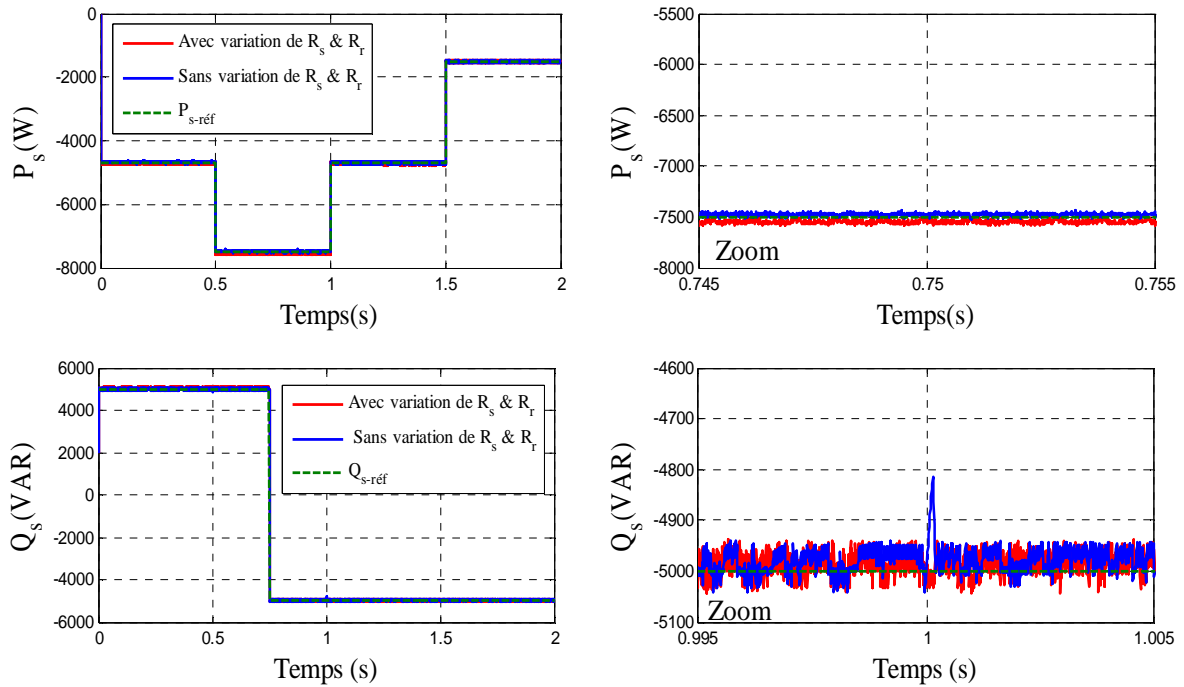 P_s(W)
0
-2000
-4000
-6000
-8000
Avec variation de R_s & R_r
Sans variation de R_s & R_r
P_s-réf
0
0.5
1
1.5
2
Temps(s)
P_s(W)
-5500
-6000
-6500
-7000
-7500
-8000
Zoom
0.745
0.75
0.755
Temps(s)
Q_s(VAR)
6000
4000
2000
0
-2000
-4000
-6000
Avec variation de R_s & R_r
Sans variation de R_s & R_r
Q_s-réf
0
0.5
1
1.5
2
Temps (s)
Q_s(VAR)
-4600
-4700
-4800
-4900
-5000
-5100
Zoom
0.995
1
1.005
Temps (s)